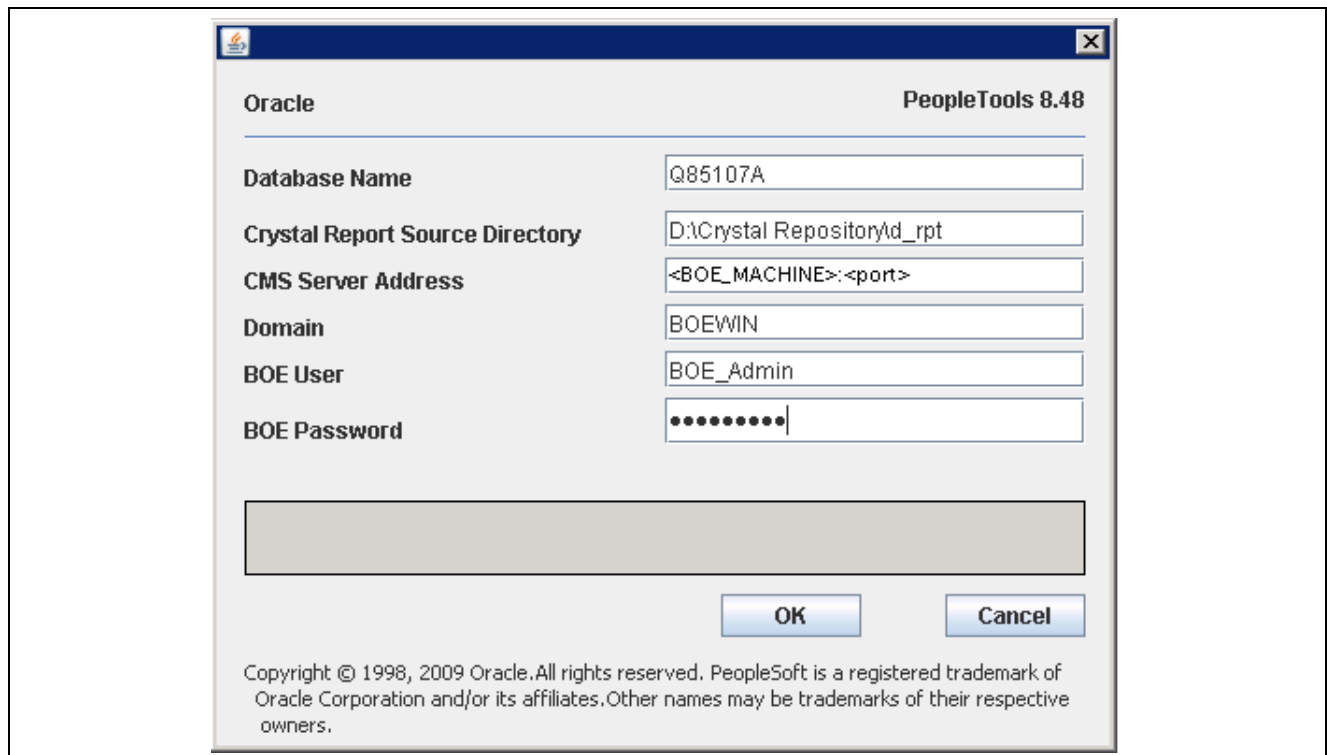 Oracle PeopleTools 8.48
Database Name Q85107A
Crystal Report Source Directory D:\Crystal Repository\d_rpt
CMS Server Address <BOE_MACHINE>:<port>
Domain BOEWIN
BOE User BOE_Admin
BOE Password •••••••••
OK Cancel
Copyright © 1998, 2009 Oracle.All rights reserved. PeopleSoft is a registered trademark of
Oracle Corporation and/or its affiliates.Other names may be trademarks of their respective
owners.